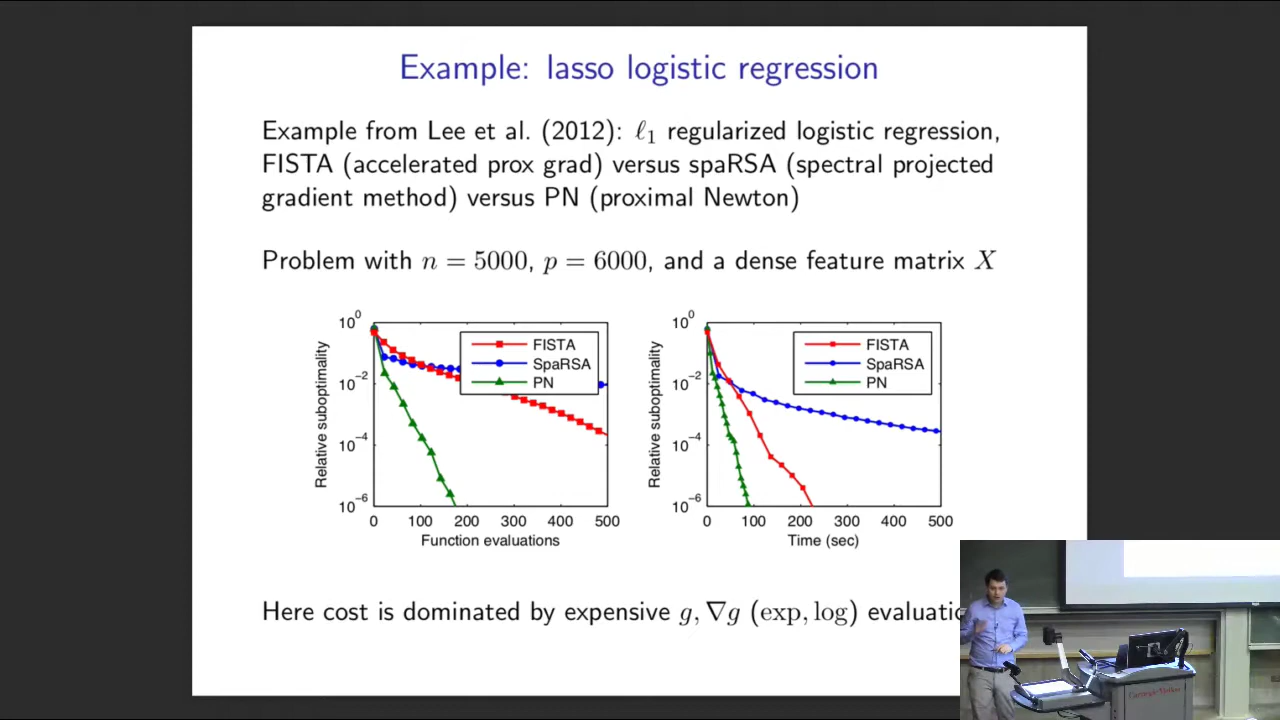 Example: lasso logistic regression
Example from Lee et al. (2012): ℓ₁ regularized logistic regression,
FISTA (accelerated prox grad) versus spaRSA (spectral projected
gradient method) versus PN (proximal Newton)
Problem with n = 5000, p = 6000, and a dense feature matrix X
Relative suboptimality
10⁰
10⁻²
10⁻⁴
10⁻⁶
FISTA
SpaRSA
PN
0 100 200 300 400 500
Function evaluations
Relative suboptimality
10⁰
10⁻²
10⁻⁴
10⁻⁶
FISTA
SpaRSA
PN
0 100 200 300 400 500
Time (sec)
Here cost is dominated by expensive g, ∇g (exp, log) evaluatio
Carnegie Mellon